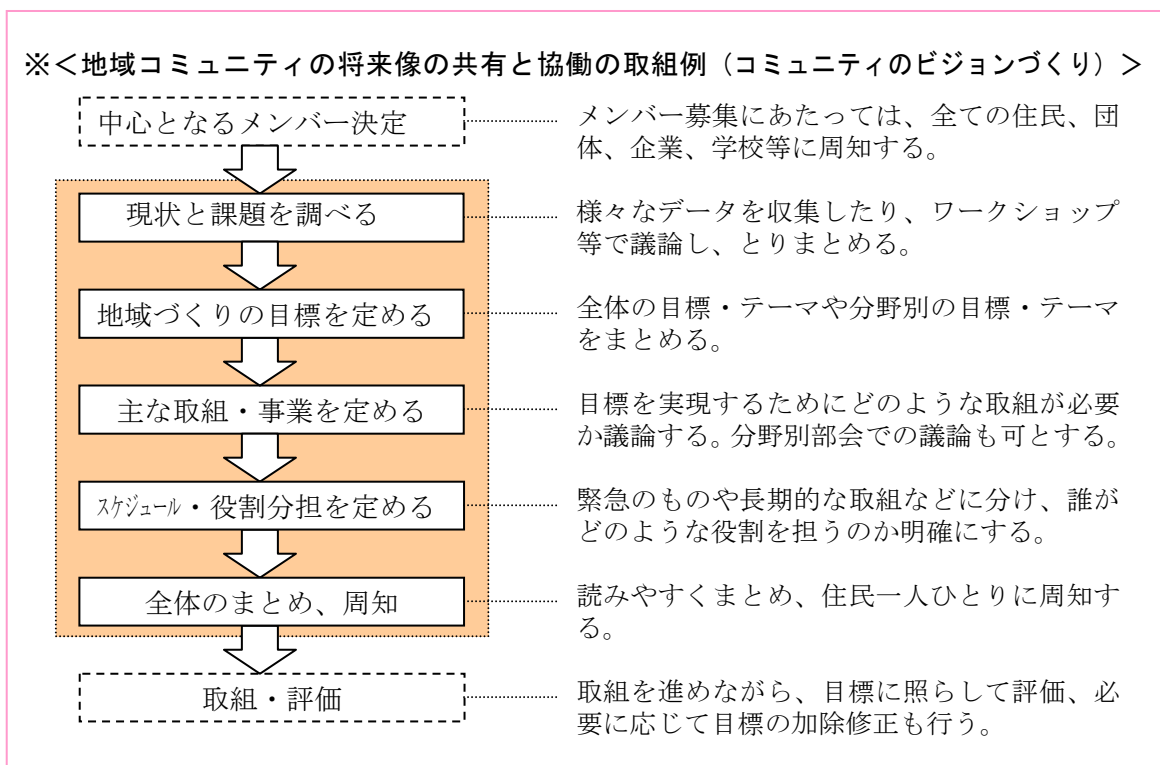 ※＜地域コミュニティの将来像の共有と協働の取組例（コミュニティのビジョンづくり）＞
中心となるメンバー決定
メンバー募集にあたっては、全ての住民、団
体、企業、学校等に周知する。
現状と課題を調べる
様々なデータを収集したり、ワークショップ
等で議論し、とりまとめる。
地域づくりの目標を定める
全体の目標・テーマや分野別の目標・テーマ
をまとめる。
主な取組・事業を定める
目標を実現するためにどのような取組が必要
か議論する。分野別部会での議論も可とする。
ｽｹｼﾞｭｰﾙ・役割分担を定める
緊急のものや長期的な取組などに分け、誰が
どのような役割を担うのか明確にする。
全体のまとめ、周知
読みやすくまとめ、住民一人ひとりに周知す
る。
取組・評価
取組を進めながら、目標に照らして評価、必
要に応じて目標の加除修正も行う。